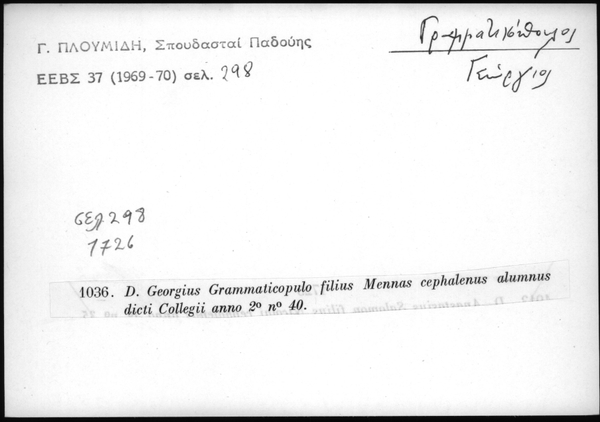 Γ. ΠΛΟΥΜΙΔΗ, Σπουδασταί Παδούης
ΕΕΒΣ 37 (1969-70) σελ. 298
Γραμματικόπουλος
Γεώργιος
σελ 298
1726
1036. D. Georgius Grammaticopulo filius Mennas cephalenus alumnus
dicti Collegii anno 2º nº 40.